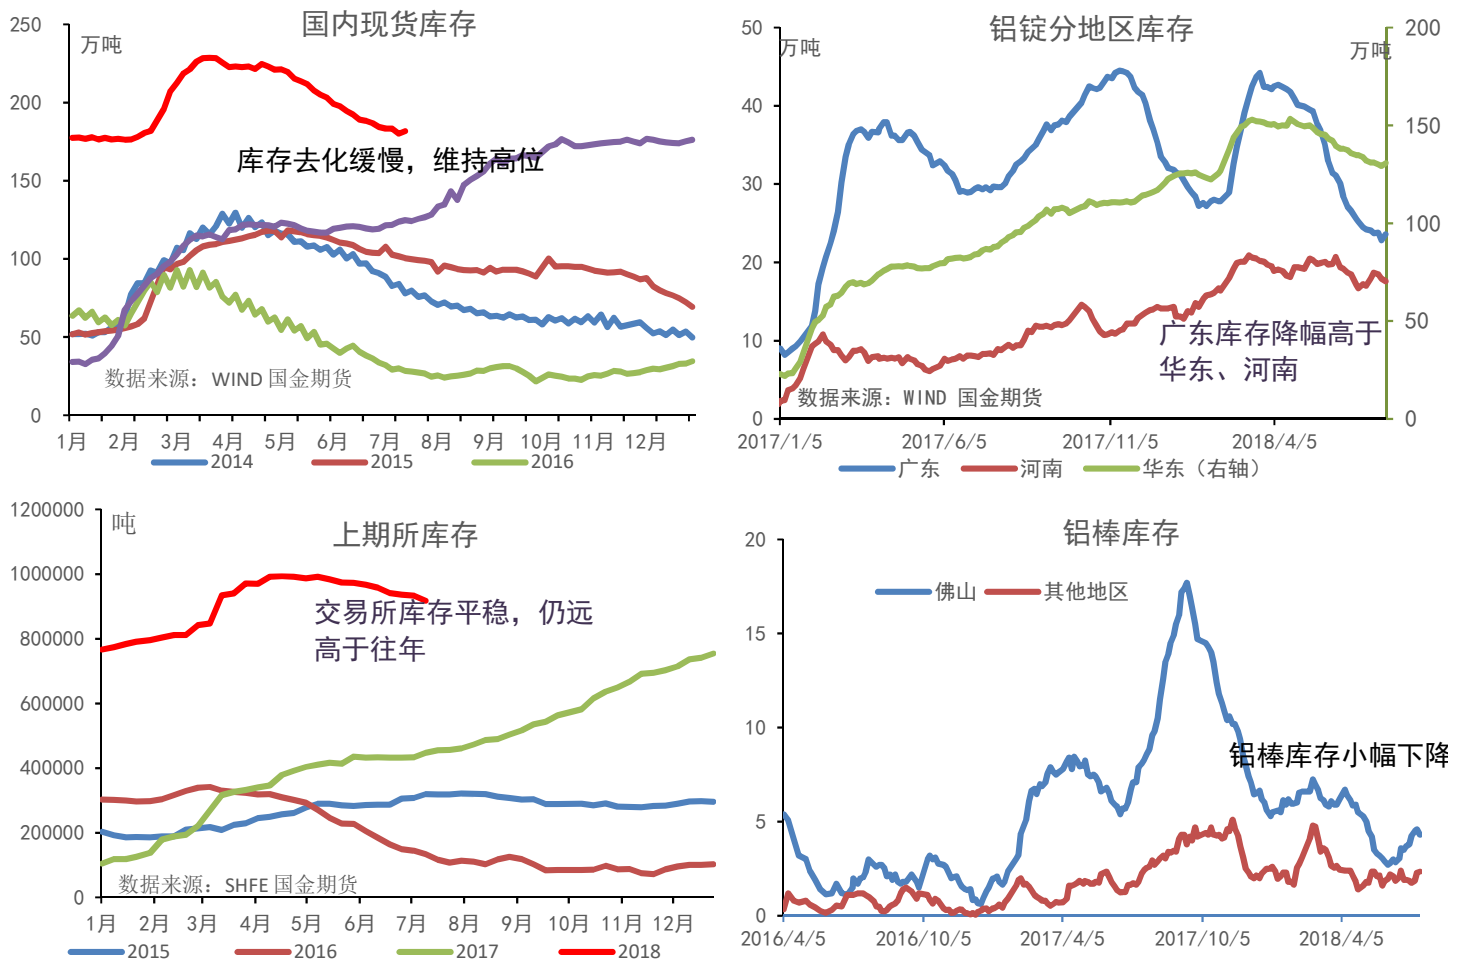 国内现货库存
万吨
250
200
150
100
50
0
库存去化缓慢，维持高位
数据来源：WIND 国金期货
1月 2月 3月 4月 5月 6月 7月 8月 9月 10月 11月 12月
2014 2015 2016
铝锭分地区库存
万吨
万吨
50
40
30
20
10
0
200
150
100
50
0
广东库存降幅高于
华东、河南
数据来源：WIND 国金期货
2017/1/5 2017/6/5 2017/11/5 2018/4/5
广东 河南 华东（右轴）
上期所库存
吨
1200000
1000000
800000
600000
400000
200000
0
交易所库存平稳，仍远
高于往年
数据来源：SHFE 国金期货
1月 2月 3月 4月 5月 6月 7月 8月 9月 10月 11月 12月
2015 2016 2017 2018
铝棒库存
20
15
10
5
0
佛山 其他地区
铝棒库存小幅下降
2016/4/5 2016/10/5 2017/4/5 2017/10/5 2018/4/5